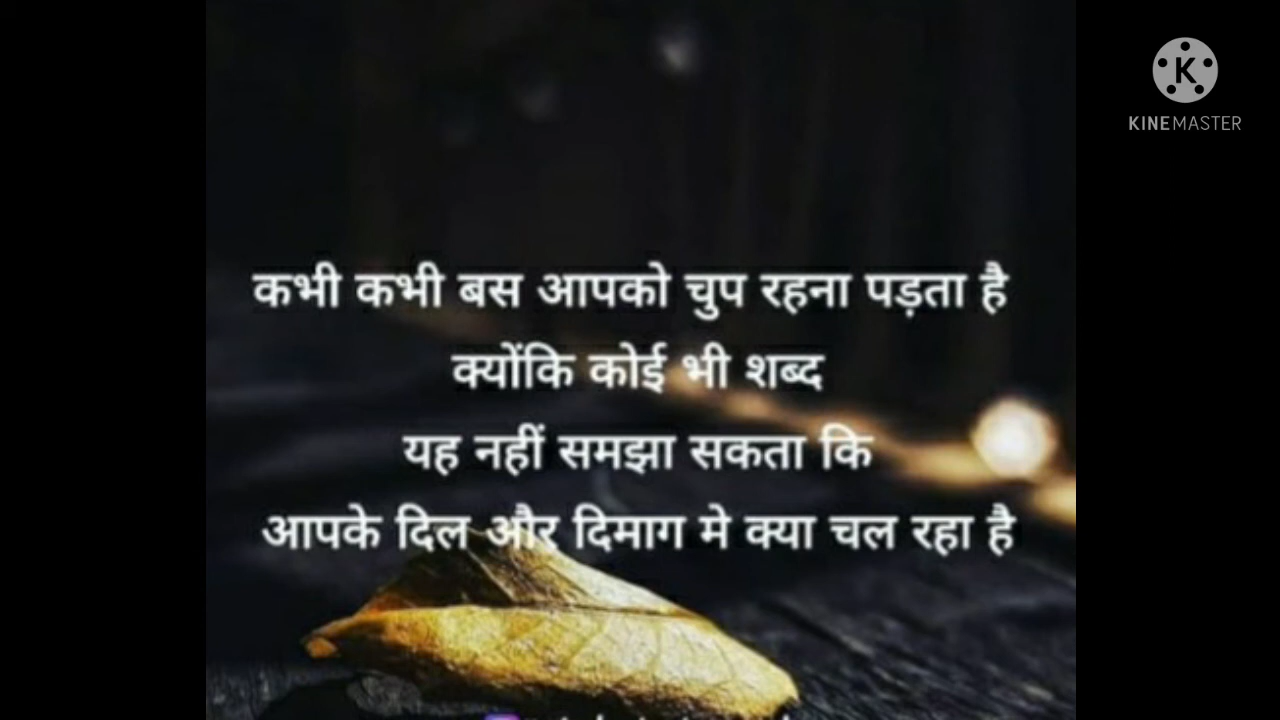 KINEMASTER
कभी कभी बस आपको चुप रहना पड़ता है
क्योंकि कोई भी शब्द
यह नहीं समझा सकता कि
आपके दिल और दिमाग मे क्या चल रहा है